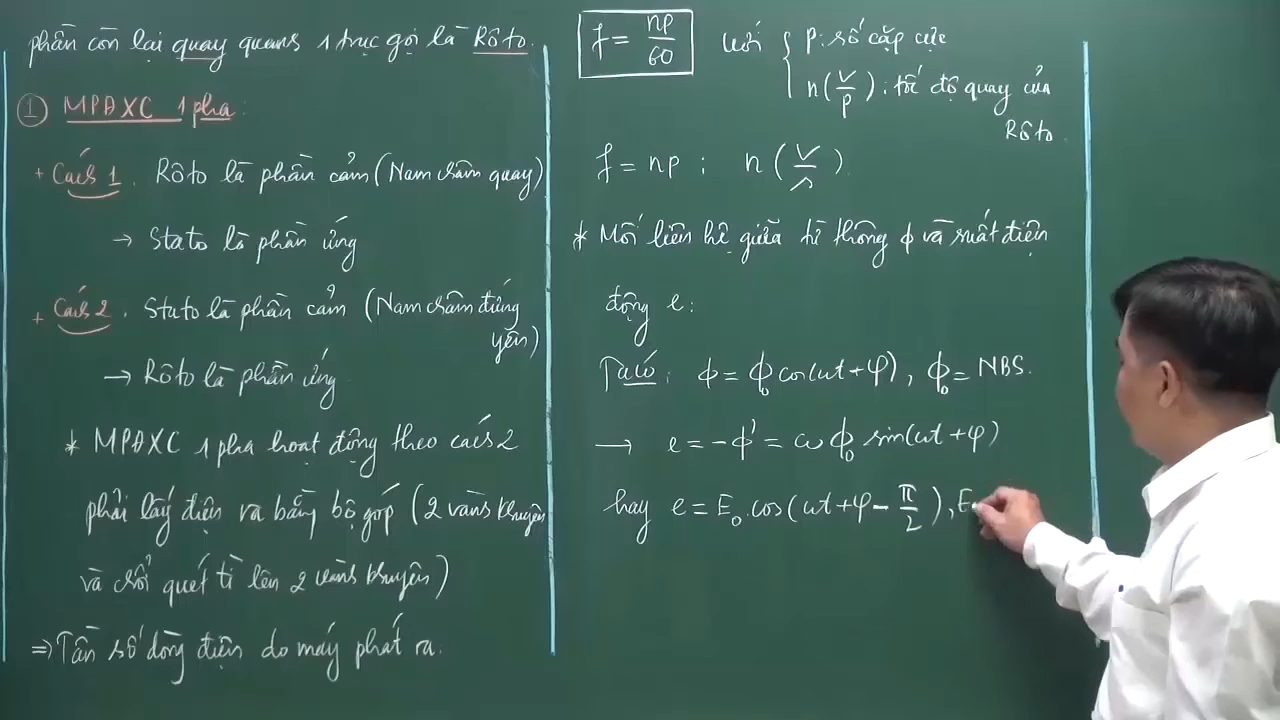 phần còn lại quay quanh 1 trục gọi là Rôto.
① MPĐXC 1 pha:
+ Cách 1. Rôto là phần cảm (Nam châm quay)
→ Stato là phần ứng
+ Cách 2. Stato là phần cảm (Nam châm đứng
yên)
→ Rôto là phần ứng
* MPĐXC 1 pha hoạt động theo cách 2
phải lấy điện ra bằng bộ góp (2 vành khuyên
và chổi quét tì lên 2 vành khuyên)
⇒ Tần số dòng điện do máy phát ra:
f = np/60 với { p: số cặp cực
n (v/p): tốc độ quay của
Rôto.
f = np ; n (v/s).
* Mối liên hệ giữa từ thông ϕ và suất điện
động e:
Ta có: ϕ = ϕ₀ cos(ωt + φ), ϕ₀ = NBS.
→ e = -ϕ' = ωϕ₀ sin(ωt + φ)
hay e = E₀.cos(ωt + φ - π/2), E